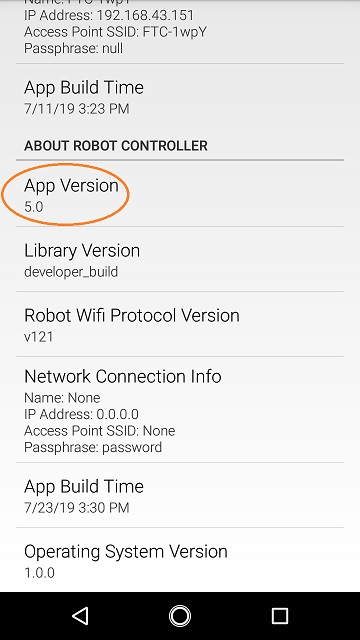 Name: FTC-1wpY
IP Address: 192.168.43.151
Access Point SSID: FTC-1wpY
Passphrase: null
App Build Time
7/11/19 3:23 PM
ABOUT ROBOT CONTROLLER
App Version
5.0
Library Version
developer_build
Robot Wifi Protocol Version
v121
Network Connection Info
Name: None
IP Address: 0.0.0.0
Access Point SSID: None
Passphrase: password
App Build Time
7/23/19 3:30 PM
Operating System Version
1.0.0